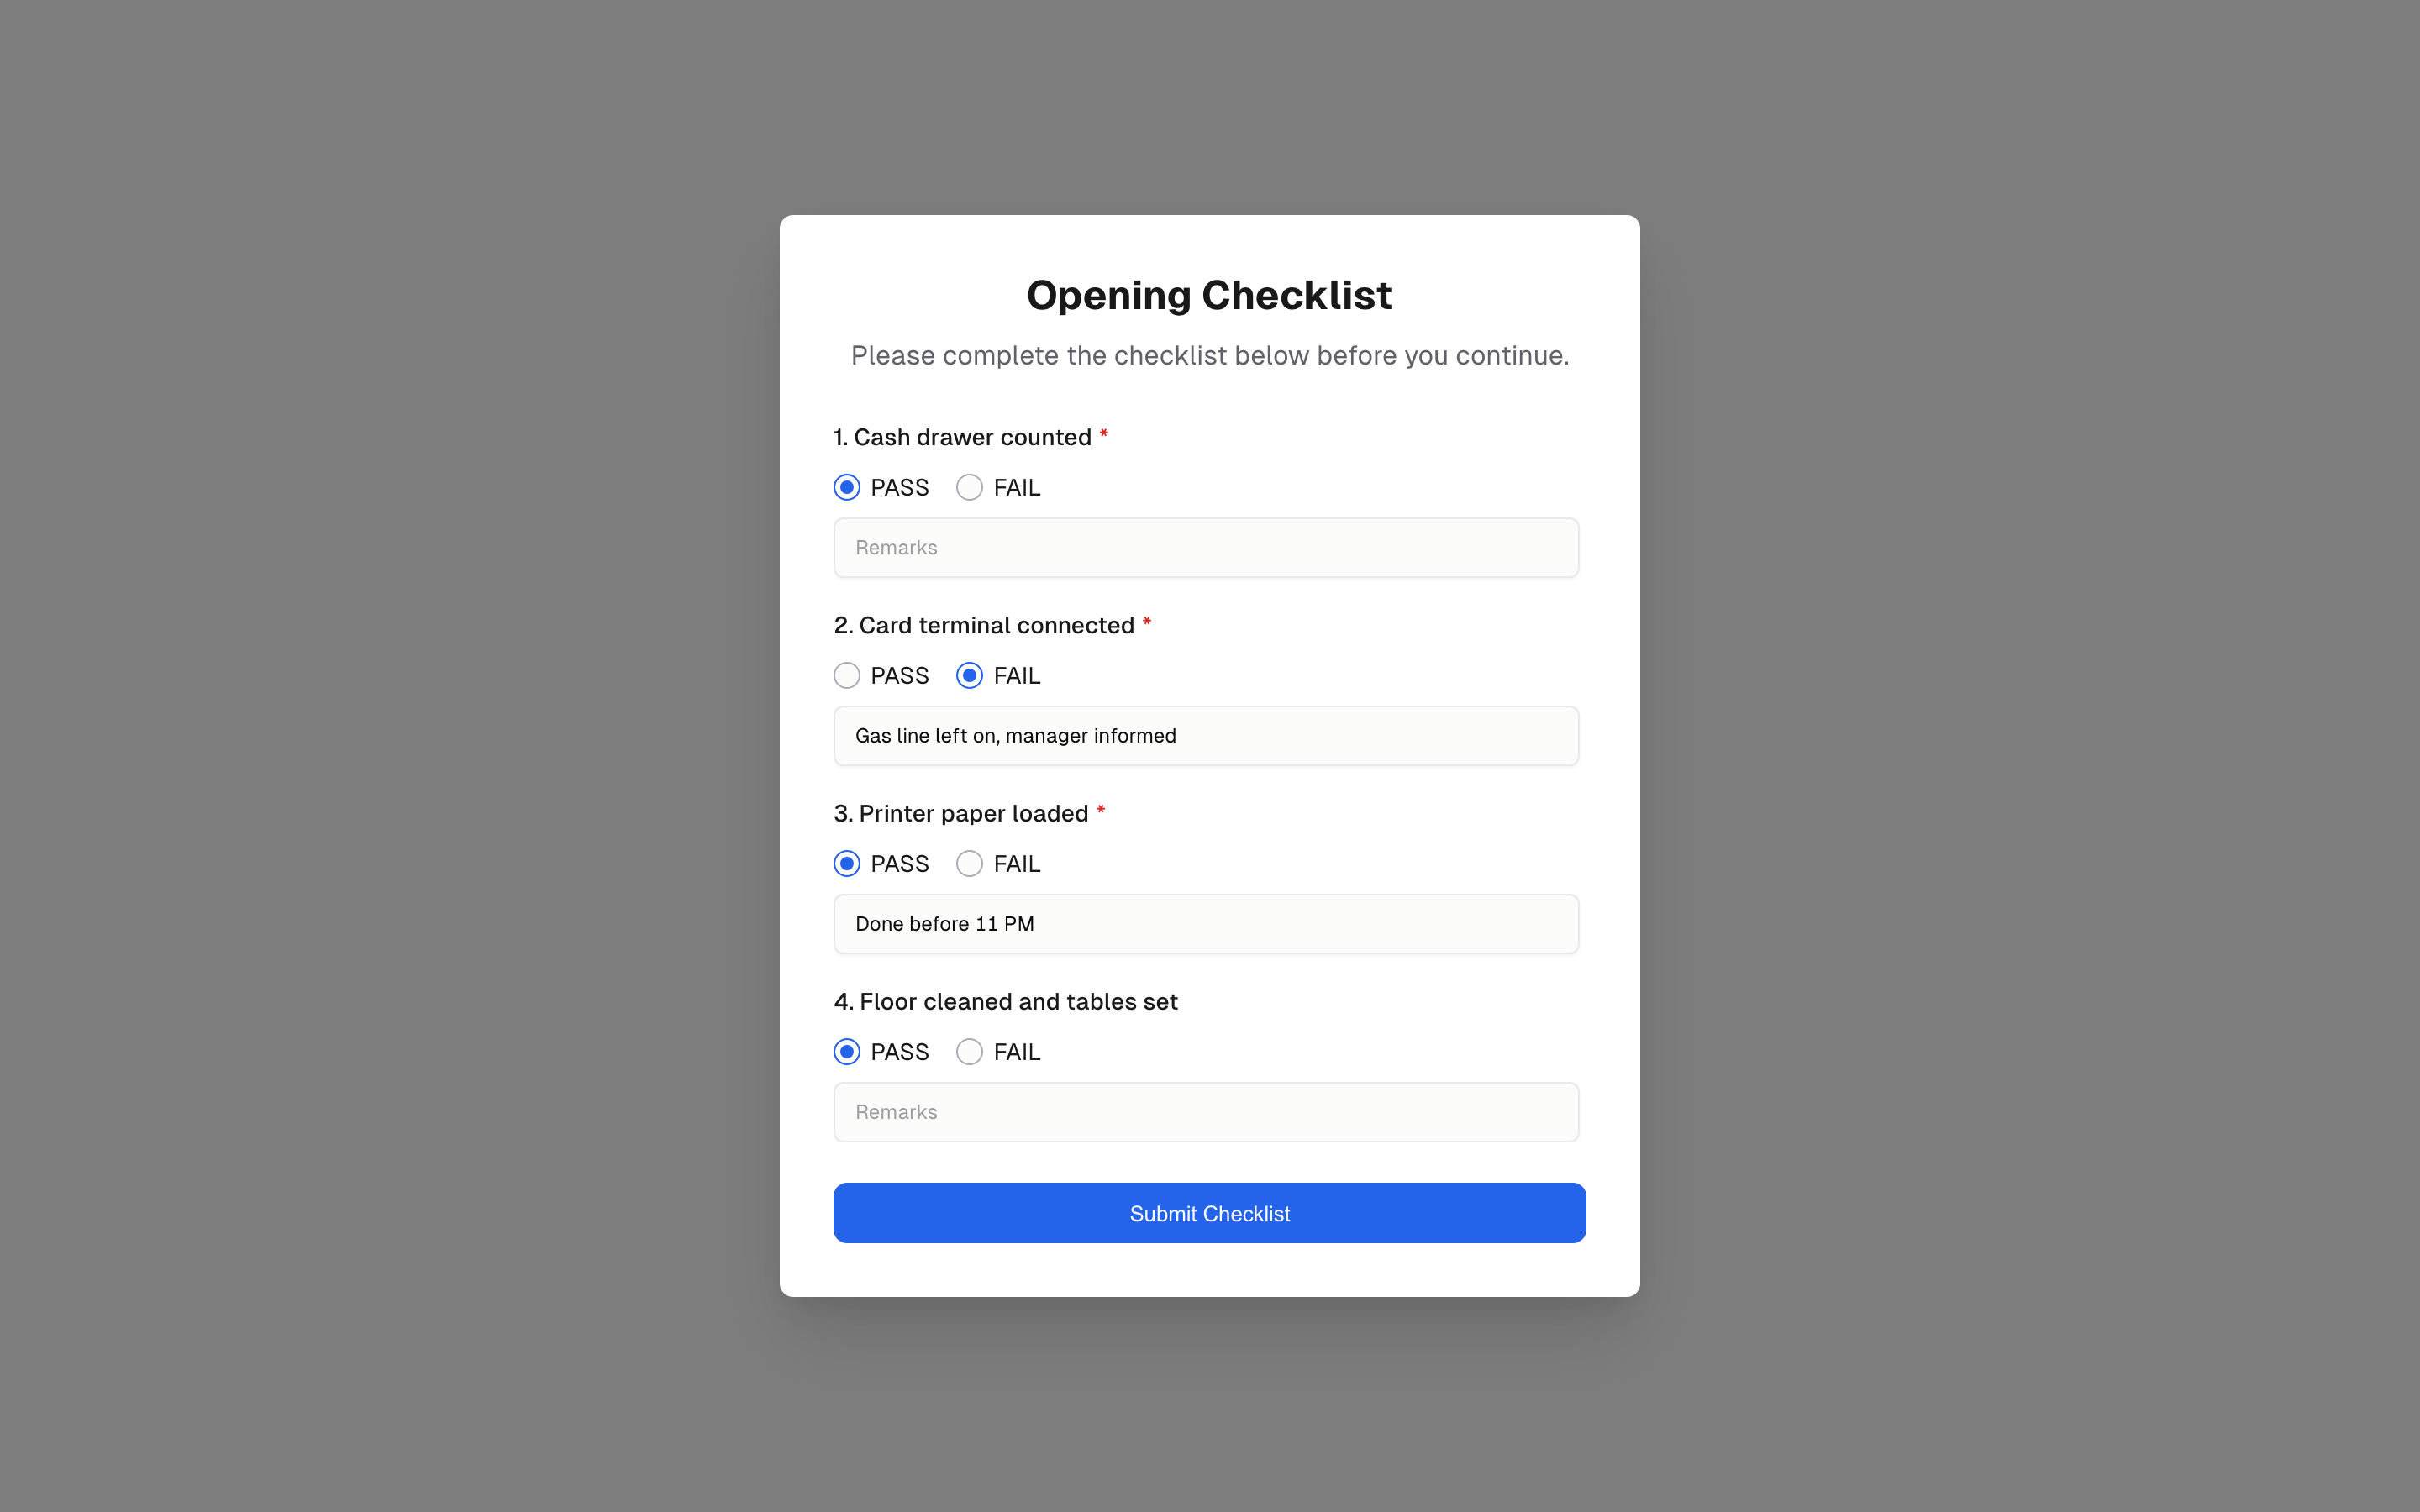 Opening Checklist
Please complete the checklist below before you continue.
1. Cash drawer counted *
PASS FAIL
Remarks
2. Card terminal connected *
PASS FAIL
Gas line left on, manager informed
3. Printer paper loaded *
PASS FAIL
Done before 11 PM
4. Floor cleaned and tables set
PASS FAIL
Remarks
Submit Checklist